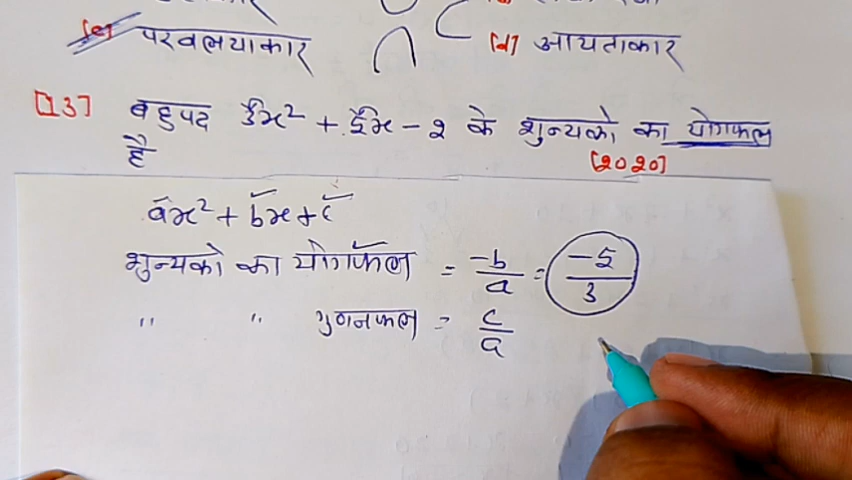 [c] परवलयाकार
[d] आयताकार
[13] बहुपद 3x² + 5x - 2 के शुन्यको का योगफल
है
[2020]
ax² + bx + c
शुन्यको का योगफल = -b/a = -5/3
" " गुणनफल = c/a